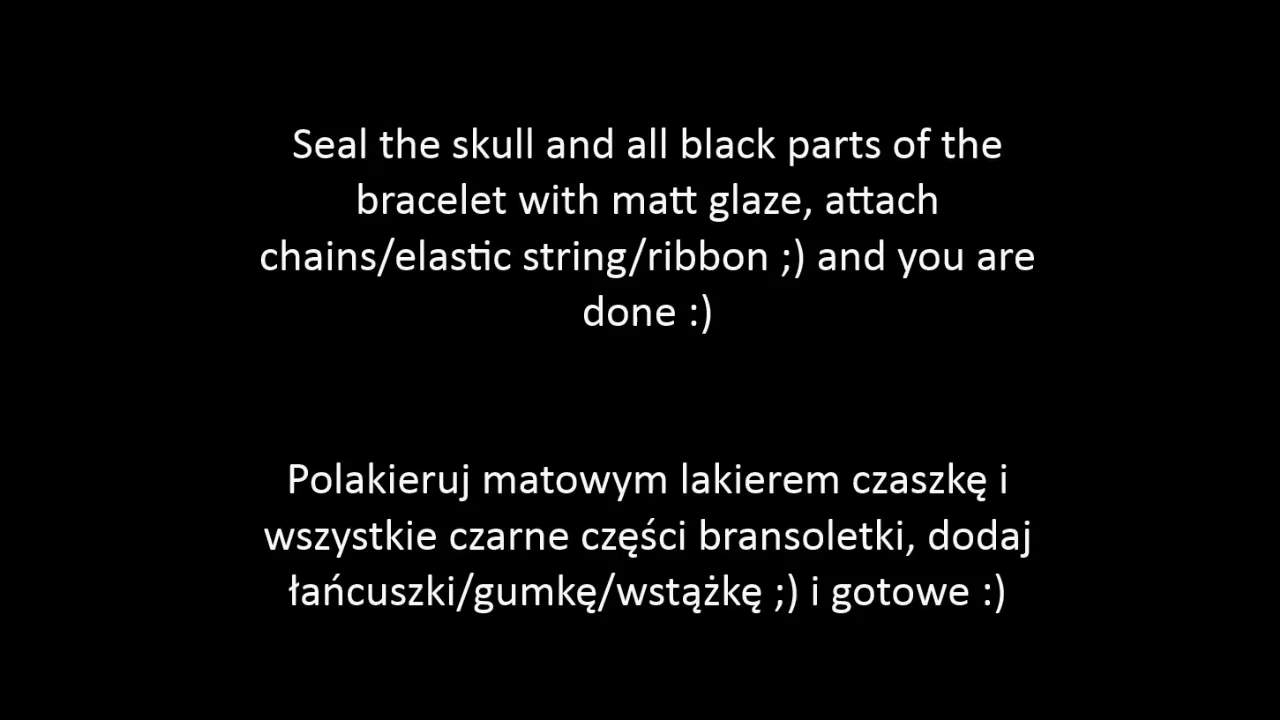 Seal the skull and all black parts of the
bracelet with matt glaze, attach
chains/elastic string/ribbon ;) and you are
done :)
Polakieruj matowym lakierem czaszkę i
wszystkie czarne części bransoletki, dodaj
łańcuszki/gumkę/wstążkę ;) i gotowe :)